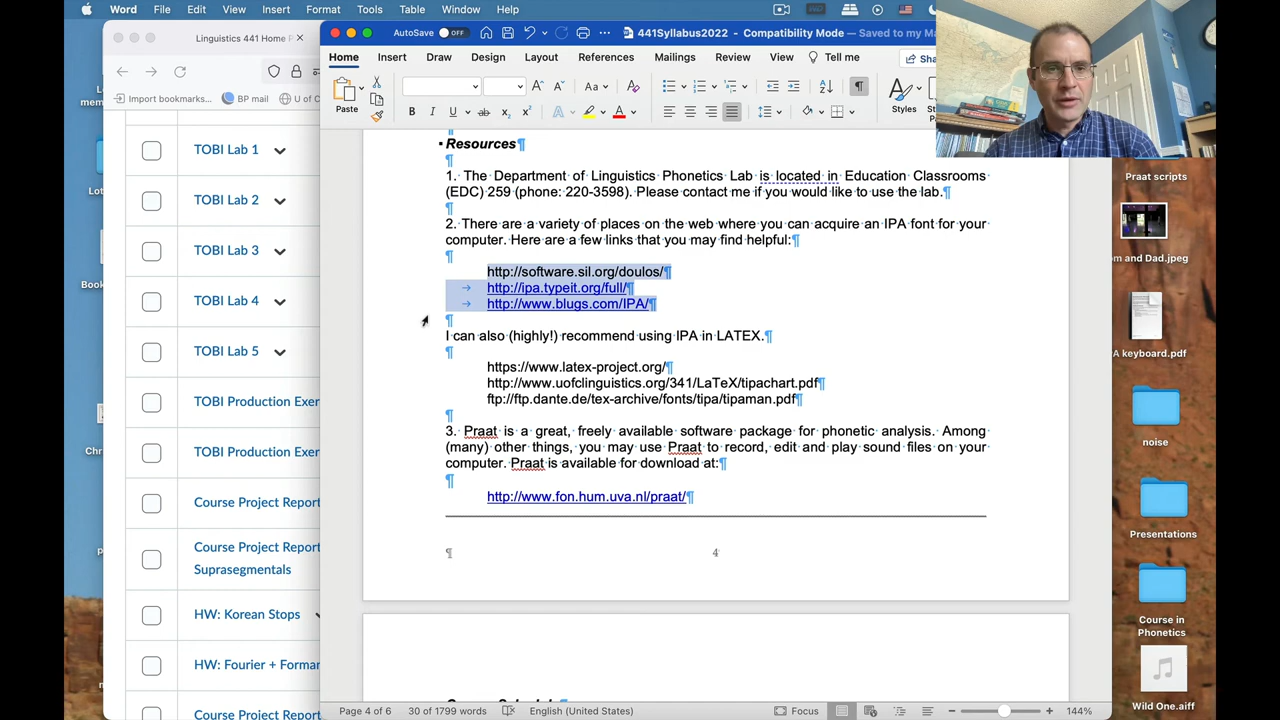 Word File Edit View Insert Format Tools Table Window Help
Linguistics 441 Home
Import bookmarks... BP mail
TOBI Lab 1
TOBI Lab 2
TOBI Lab 3
TOBI Lab 4
TOBI Lab 5
TOBI Production Exer
TOBI Production Exer
Course Project Report
Course Project Report
Suprasegmentals
HW: Korean Stops
HW: Fourier + Forman
Course Project Report
AutoSave OFF 441Syllabus2022 - Compatibility Mode — Saved to my Ma
Home Insert Draw Design Layout References Mailings Review View Tell me Sha
Paste
Styles
Resources¶
¶
1. The Department of Linguistics Phonetics Lab is located in Education Classrooms
(EDC) 259 (phone: 220-3598). Please contact me if you would like to use the lab.¶
¶
2. There are a variety of places on the web where you can acquire an IPA font for your
computer. Here are a few links that you may find helpful:¶
¶
http://software.sil.org/doulos/¶
→ http://ipa.typeit.org/full/¶
→ http://www.blugs.com/IPA/¶
¶
I can also (highly!) recommend using IPA in LATEX.¶
¶
https://www.latex-project.org/¶
http://www.uofclinguistics.org/341/LaTeX/tipachart.pdf¶
ftp://ftp.dante.de/tex-archive/fonts/tipa/tipaman.pdf¶
¶
3. Praat is a great, freely available software package for phonetic analysis. Among
(many) other things, you may use Praat to record, edit and play sound files on your
computer. Praat is available for download at:¶
¶
http://www.fon.hum.uva.nl/praat/¶
¶ 4
Page 4 of 6 30 of 1799 words English (United States) Focus 144%
Praat scripts
om and Dad.jpeg
A keyboard.pdf
noise
Presentations
Course in
Phonetics
Wild One.aiff